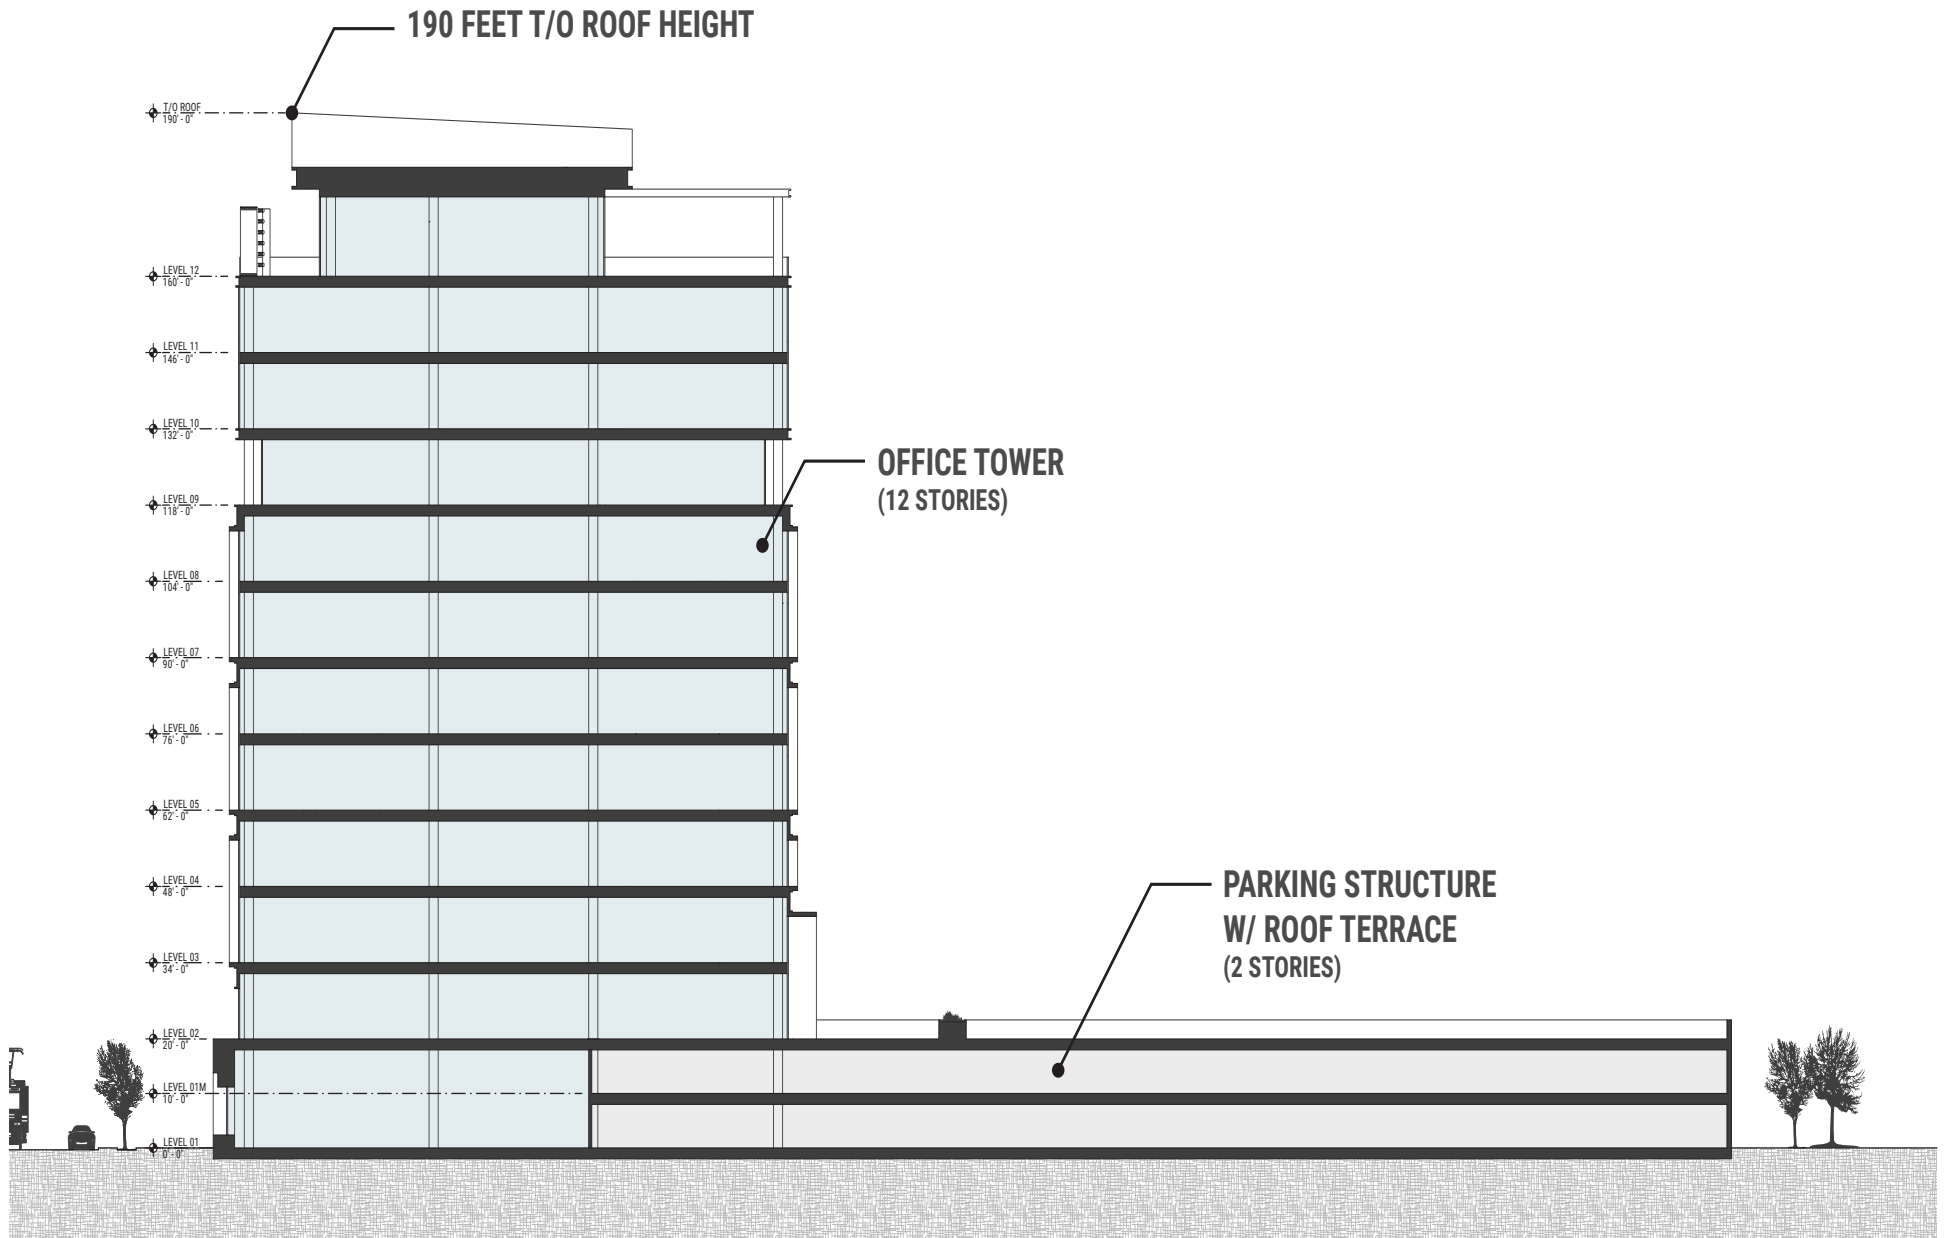 190 FEET T/O ROOF HEIGHT
T/O ROOF
190' - 0"
LEVEL 12
160' - 0"
LEVEL 11
146' - 0"
LEVEL 10
132' - 0"
OFFICE TOWER
(12 STORIES)
LEVEL 09
118' - 0"
LEVEL 08
104' - 0"
LEVEL 07
90' - 0"
LEVEL 06
76' - 0"
LEVEL 05
62' - 0"
LEVEL 04
48' - 0"
PARKING STRUCTURE
W/ ROOF TERRACE
(2 STORIES)
LEVEL 03
34' - 0"
LEVEL 02
20' - 0"
LEVEL 01M
10' - 0"
LEVEL 01
0' - 0"